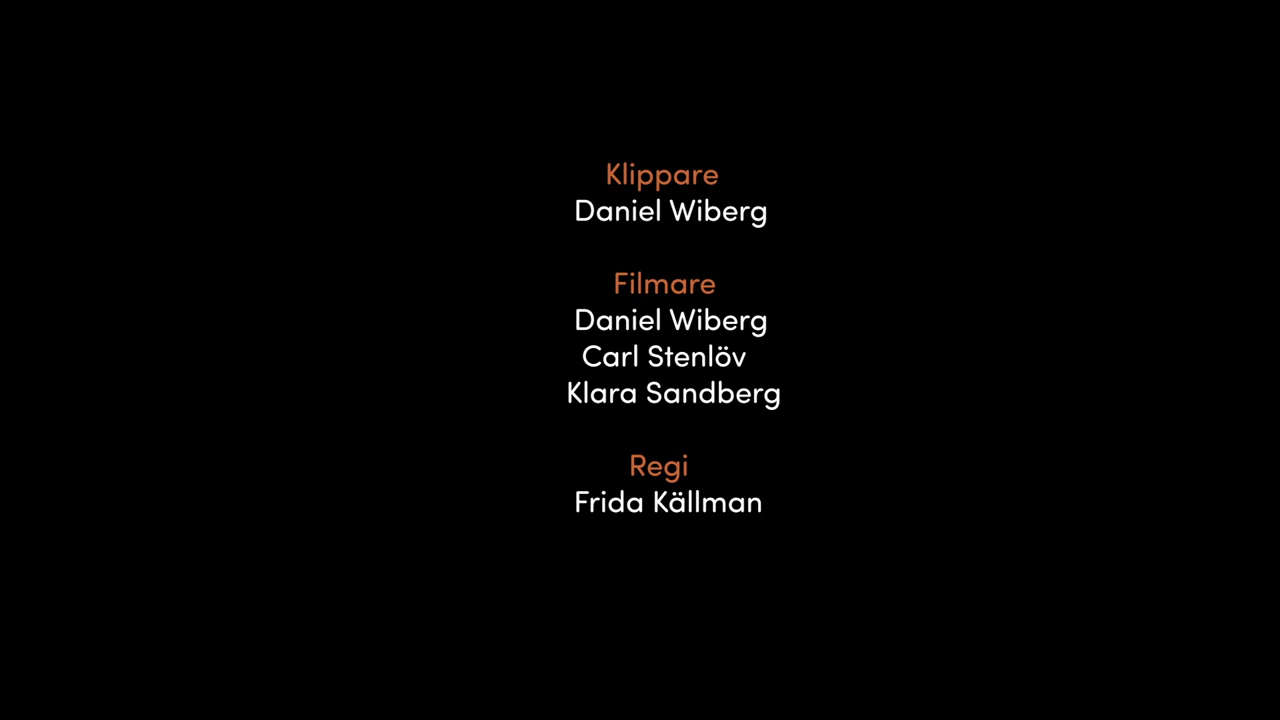 Klippare
Daniel Wiberg
Filmare
Daniel Wiberg
Carl Stenlöv
Klara Sandberg
Regi
Frida Källman